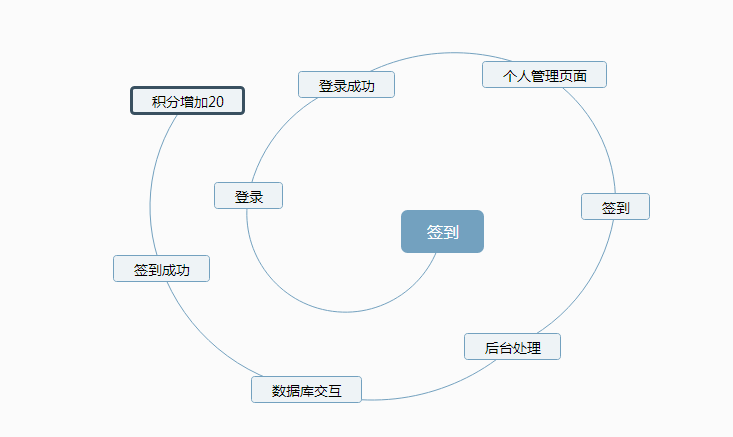 签到
登录
登录成功
个人管理页面
签到
后台处理
数据库交互
签到成功
积分增加20